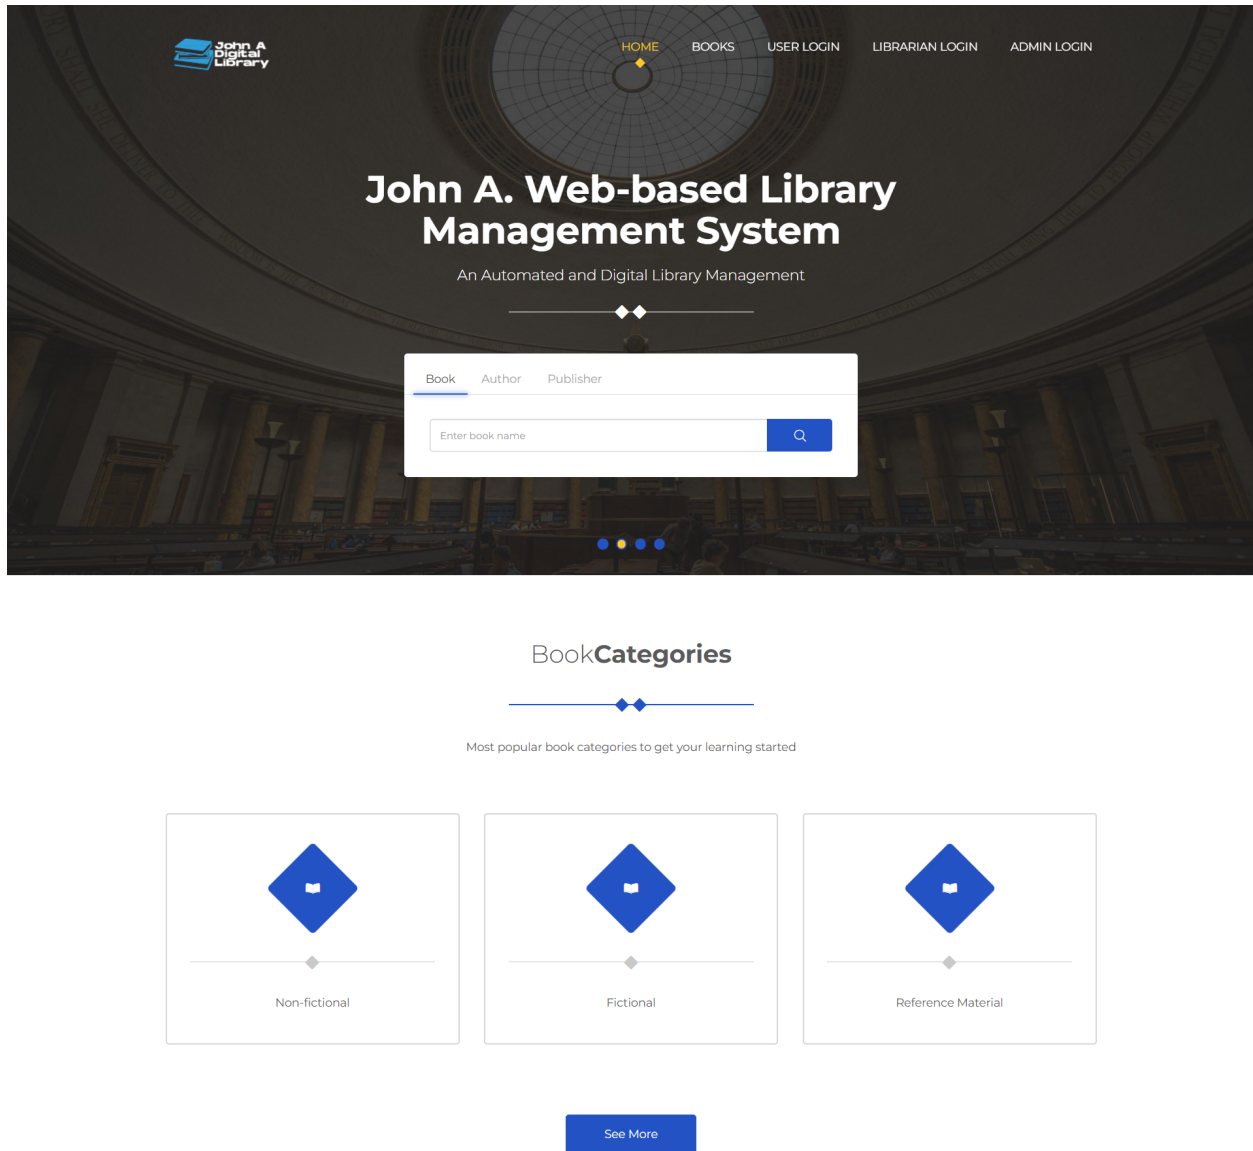 John A
Digital
Library
HOME
BOOKS
USER LOGIN
LIBRARIAN LOGIN
ADMIN LOGIN
John A. Web-based Library
Management System
An Automated and Digital Library Management
Book
Author
Publisher
Enter book name
BookCategories
Most popular book categories to get your learning started
Non-fictional
Fictional
Reference Material
See More